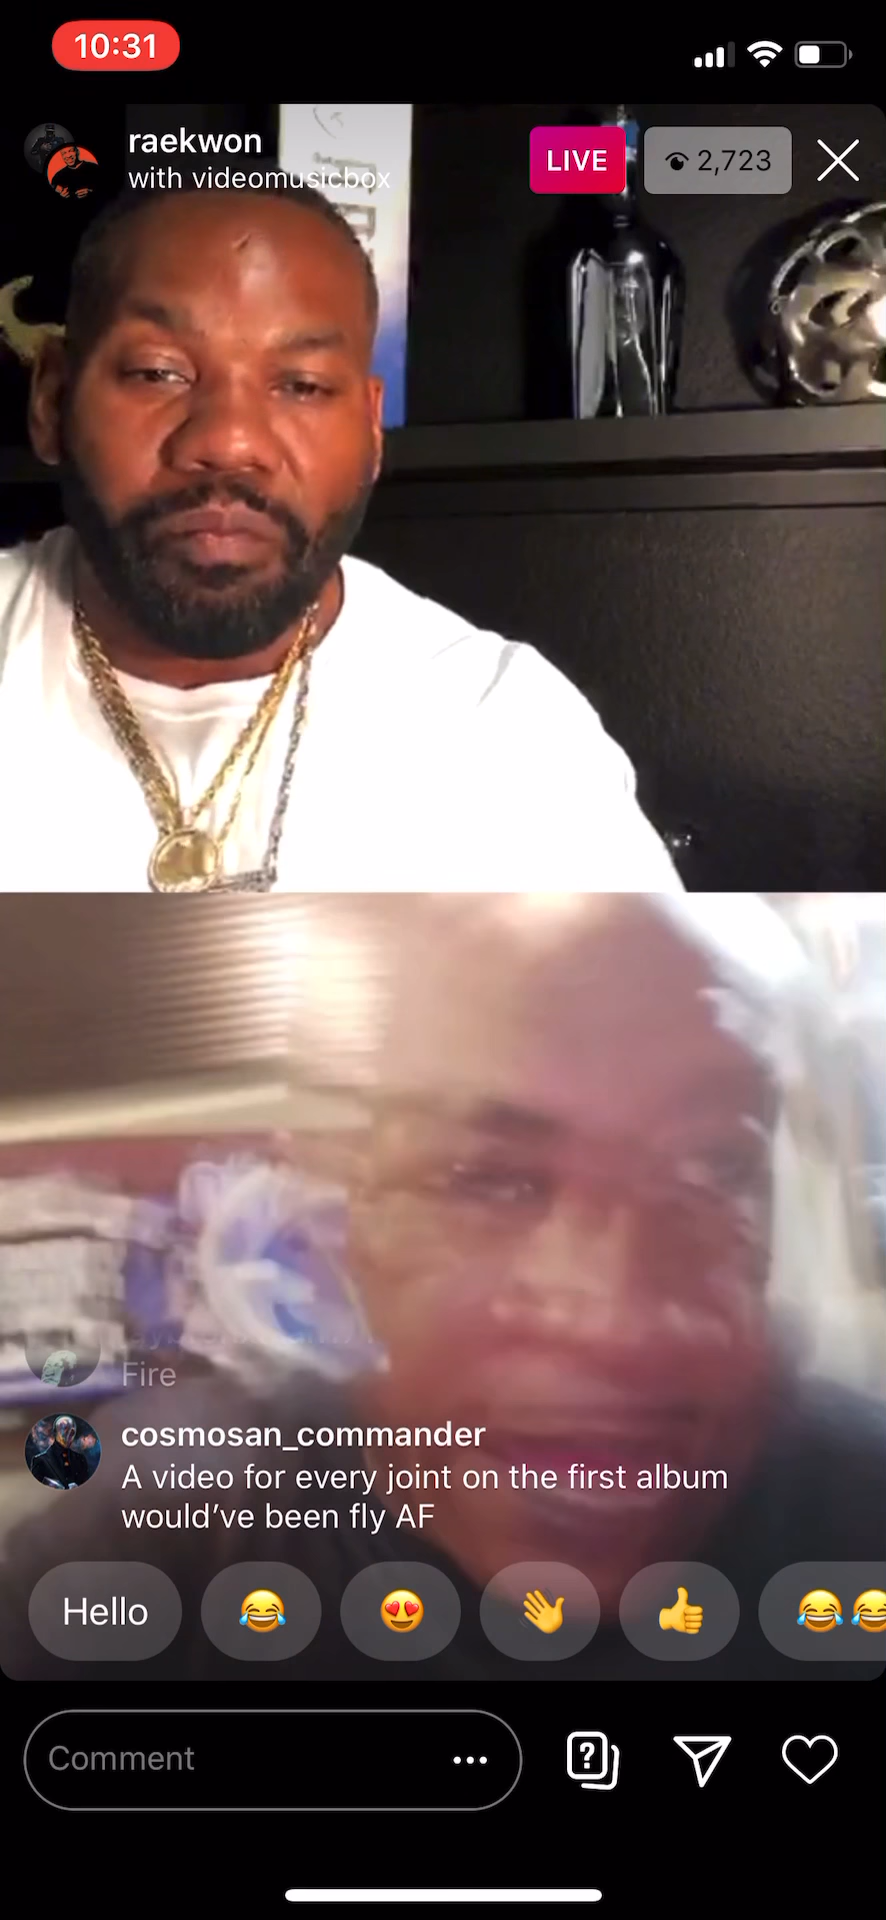 10:31
raekwon
with videomusicbox
LIVE
2,723
Fire
cosmosan_commander
A video for every joint on the first album
would’ve been fly AF
Hello
Comment